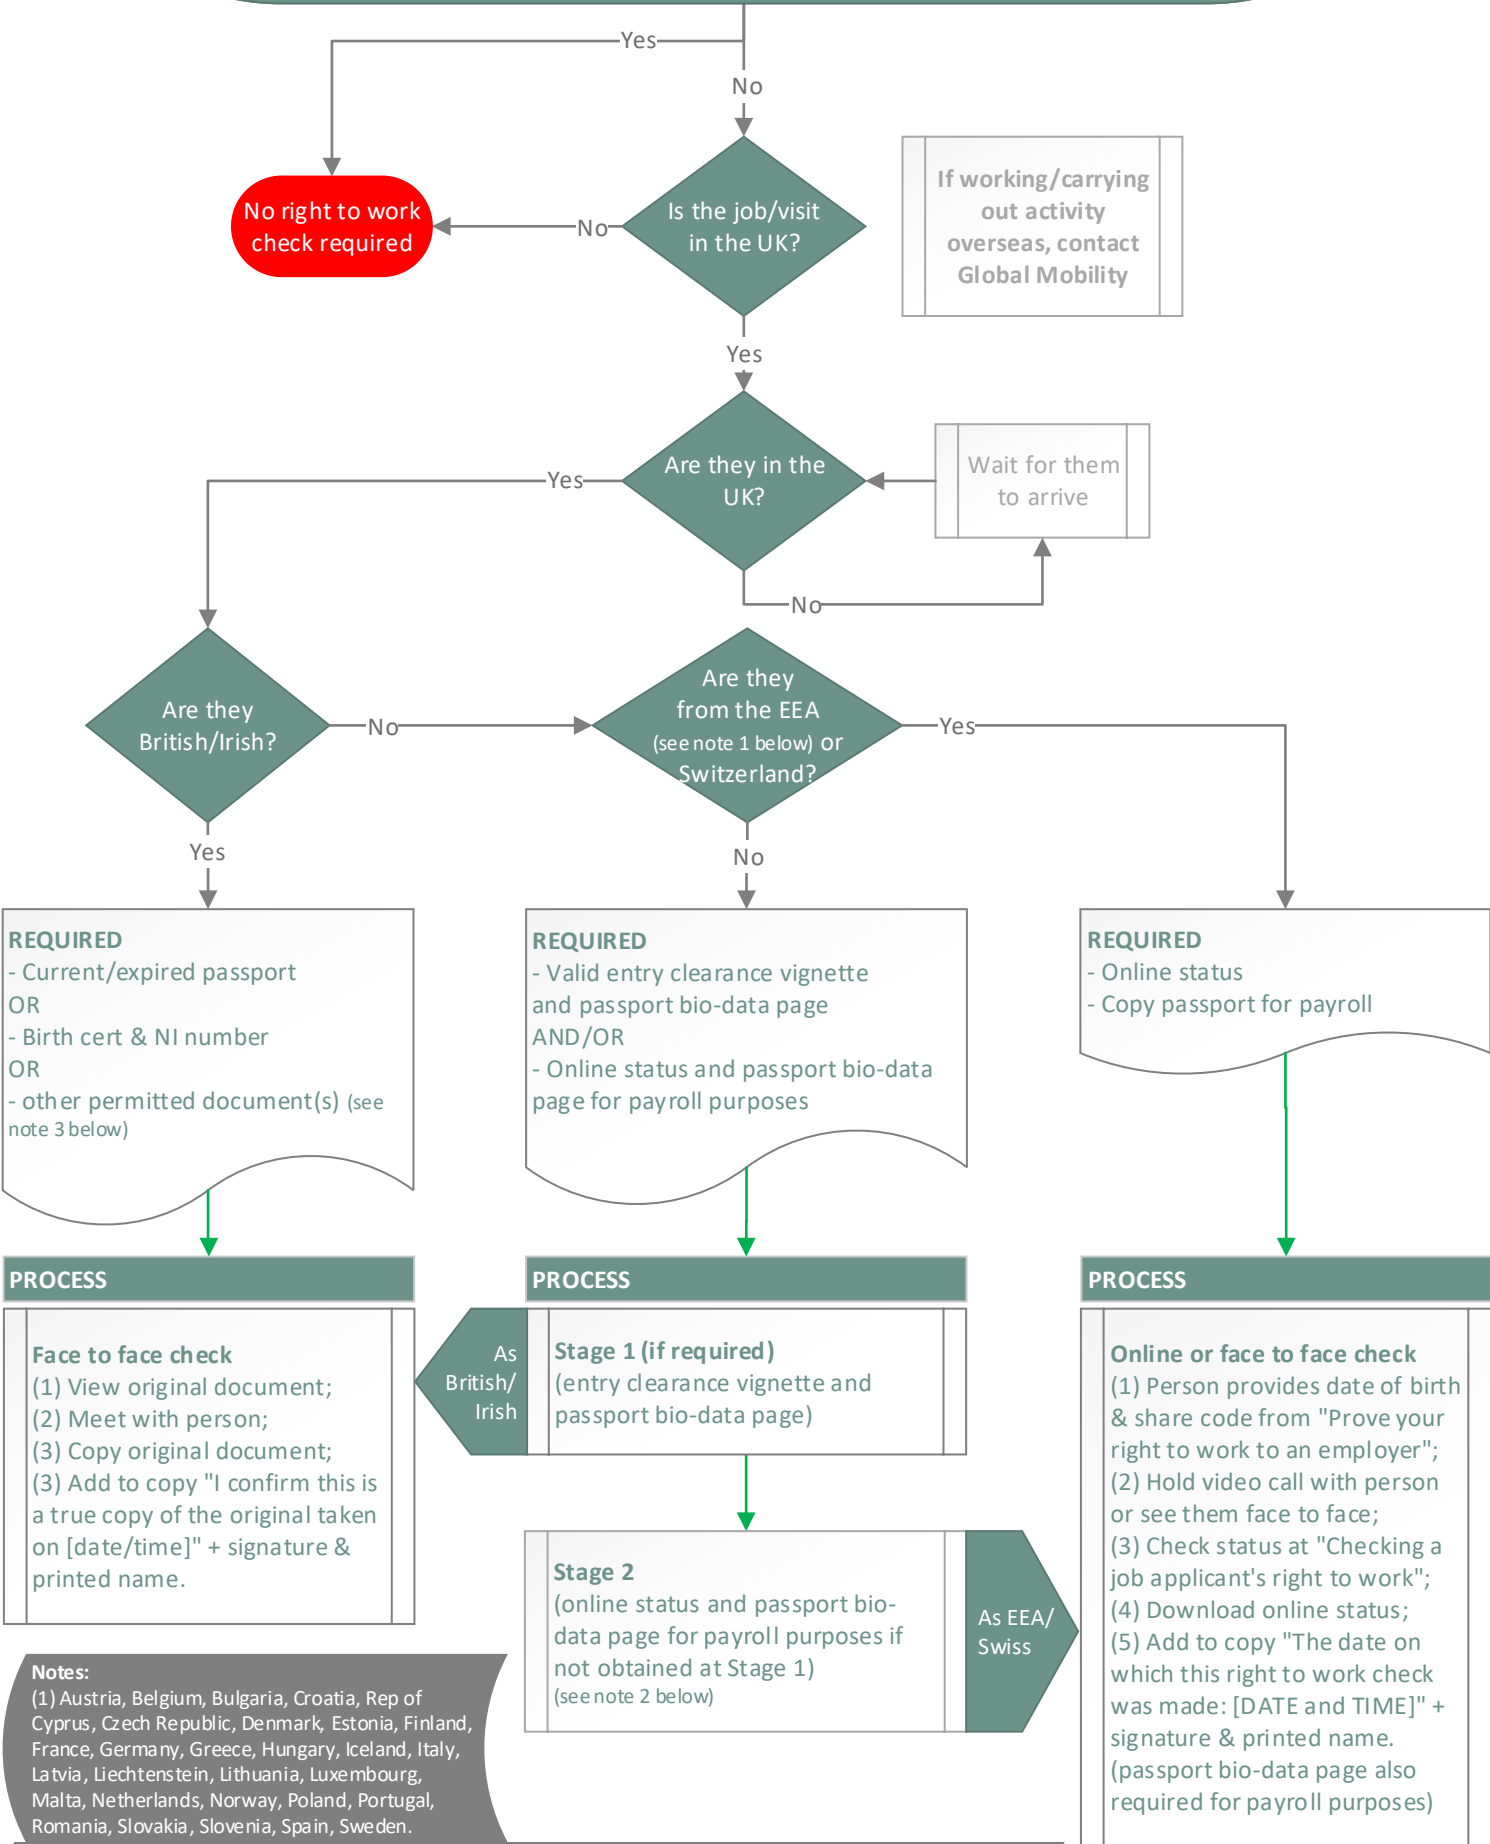 Yes
No
No right to work
check required
No
Is the job/visit
in the UK?
If working/carrying
out activity
overseas, contact
Global Mobility
Yes
Yes
Are they in the
UK?
Wait for them
to arrive
No
Are they
British/Irish?
No
Are they
from the EEA
(see note 1 below) or
Switzerland?
Yes
Yes
No
REQUIRED
- Current/expired passport
OR
- Birth cert & NI number
OR
- other permitted document(s) (see
note 3 below)
REQUIRED
- Valid entry clearance vignette
and passport bio-data page
AND/OR
- Online status and passport bio-data
page for payroll purposes
REQUIRED
- Online status
- Copy passport for payroll
PROCESS
Face to face check
(1) View original document;
(2) Meet with person;
(3) Copy original document;
(3) Add to copy "I confirm this is
a true copy of the original taken
on [date/time]" + signature &
printed name.
As
British/
Irish
PROCESS
Stage 1 (if required)
(entry clearance vignette and
passport bio-data page)
Stage 2
(online status and passport bio-
data page for payroll purposes if
not obtained at Stage 1)
(see note 2 below)
As EEA/
Swiss
PROCESS
Online or face to face check
(1) Person provides date of birth
& share code from "Prove your
right to work to an employer";
(2) Hold video call with person
or see them face to face;
(3) Check status at "Checking a
job applicant's right to work";
(4) Download online status;
(5) Add to copy "The date on
which this right to work check
was made: [DATE and TIME]" +
signature & printed name.
(passport bio-data page also
required for payroll purposes)
Notes:
(1) Austria, Belgium, Bulgaria, Croatia, Rep of
Cyprus, Czech Republic, Denmark, Estonia, Finland,
France, Germany, Greece, Hungary, Iceland, Italy,
Latvia, Liechtenstein, Lithuania, Luxembourg,
Malta, Netherlands, Norway, Poland, Portugal,
Romania, Slovakia, Slovenia, Spain, Sweden.